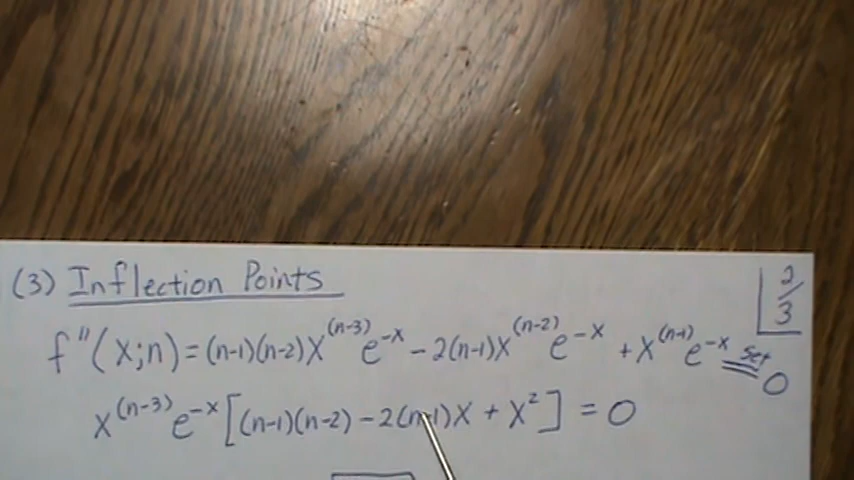 (3) Inflection Points
2/3
f"(x;n) = (n-1)(n-2)x^(n-3) e^-x - 2(n-1)x^(n-2) e^-x + x^(n-1) e^-x set = 0
x^(n-3) e^-x [(n-1)(n-2) - 2(n-1)x + x^2] = 0